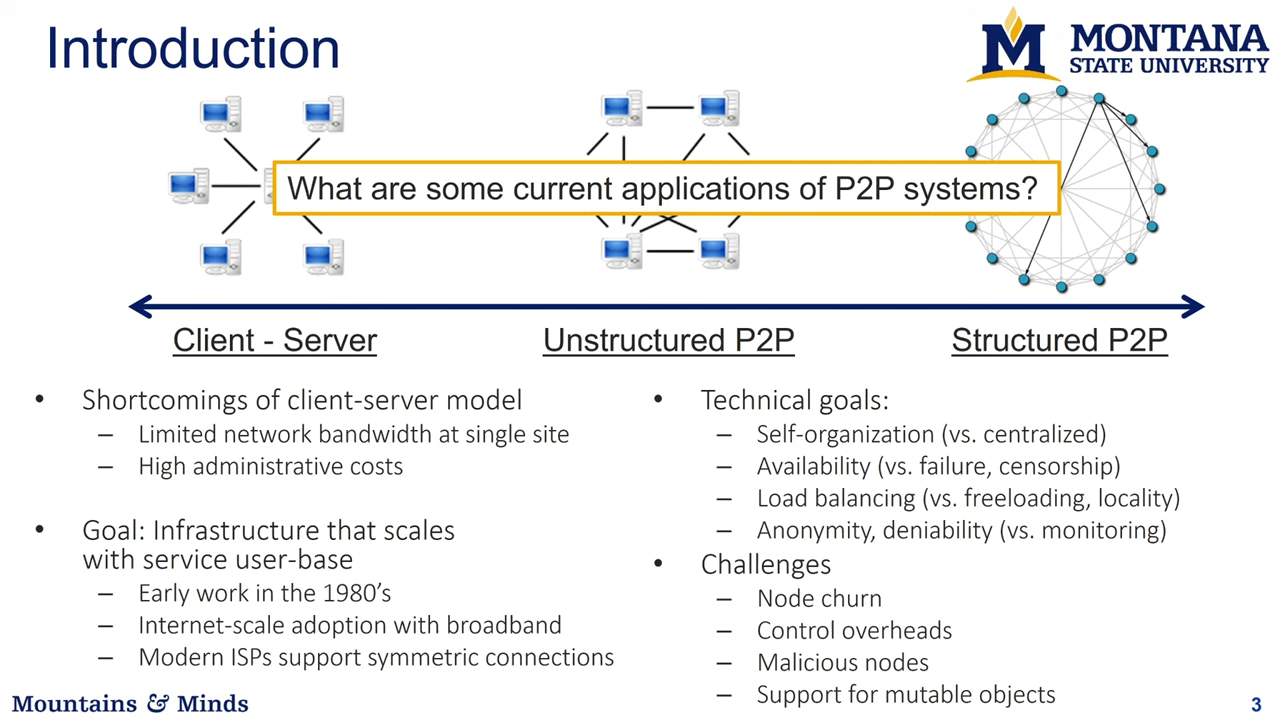 Introduction
M MONTANA
STATE UNIVERSITY
What are some current applications of P2P systems?
Client - Server
Unstructured P2P
Structured P2P
• Shortcomings of client-server model
– Limited network bandwidth at single site
– High administrative costs
• Goal: Infrastructure that scales
with service user-base
– Early work in the 1980’s
– Internet-scale adoption with broadband
– Modern ISPs support symmetric connections
• Technical goals:
– Self-organization (vs. centralized)
– Availability (vs. failure, censorship)
– Load balancing (vs. freeloading, locality)
– Anonymity, deniability (vs. monitoring)
• Challenges
– Node churn
– Control overheads
– Malicious nodes
– Support for mutable objects
Mountains & Minds
3